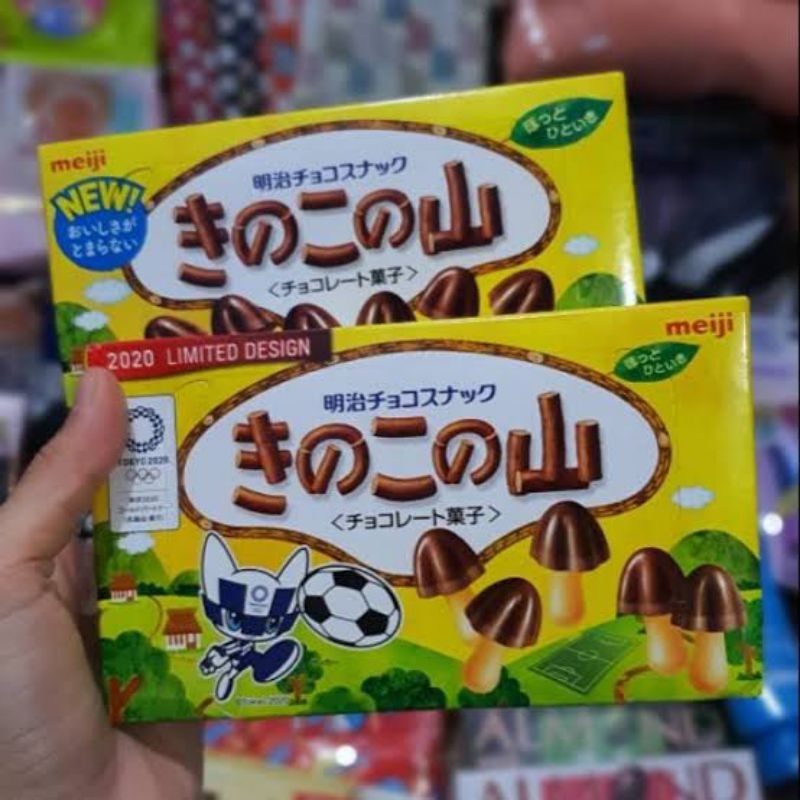 meiji
ほっと
ひといき
NEW!
おいしさが
とまらない
明治チョコスナック
きのこの山
<チョコレート菓子>
2020 LIMITED DESIGN
meiji
ほっと
ひといき
TOKYO 2020
明治チョコスナック
きのこの山
<チョコレート菓子>
ALMOND
ALMOND